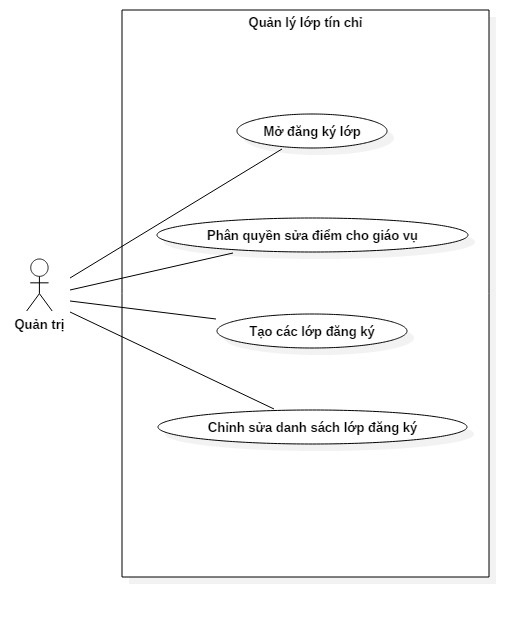 Quản lý lớp tín chỉ
Mở đăng ký lớp
Phân quyền sửa điểm cho giáo vụ
Quản trị
Tạo các lớp đăng ký
Chỉnh sửa danh sách lớp đăng ký